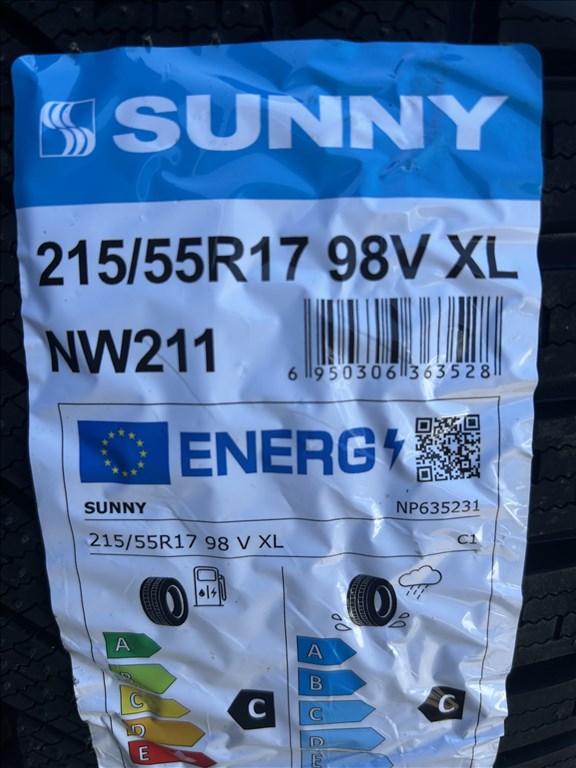 SUNNY
215/55R17 98V XL
NW211
6 950306 363528
ENERG
SUNNY NP635231
215/55R17 98 V XL C1
A A
B B
C C C C
D D
E E